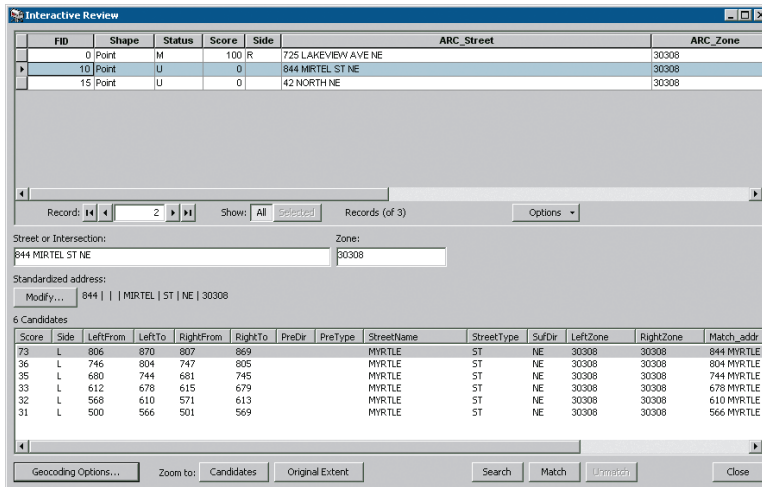 Interactive Review
FID Shape Status Score Side ARC_Street ARC_Zone
0 Point M 100 R 725 LAKEVIEW AVE NE 30308
10 Point U 0 844 MIRTEL ST NE 30308
15 Point U 0 42 NORTH NE 30308
Record: 2 Show: All Selected Records (of 3) Options
Street or Intersection: Zone:
844 MIRTEL ST NE 30308
Standardized address:
Modify... 844 | | | MIRTEL | ST | NE | 30308
6 Candidates
Score Side LeftFrom LeftTo RightFrom RightTo PreDir PreType StreetName StreetType SufDir LeftZone RightZone Match_addr
73 L 806 870 807 869 MYRTLE ST NE 30308 30308 844 MYRTLE
36 L 746 804 747 805 MYRTLE ST NE 30308 30308 804 MYRTLE
35 L 680 744 681 745 MYRTLE ST NE 30308 30308 744 MYRTLE
33 L 612 678 615 679 MYRTLE ST NE 30308 30308 678 MYRTLE
32 L 568 610 571 613 MYRTLE ST NE 30308 30308 610 MYRTLE
31 L 500 566 501 569 MYRTLE ST NE 30308 30308 566 MYRTLE
Geocoding Options... Zoom to: Candidates Original Extent Search Match Unmatch Close